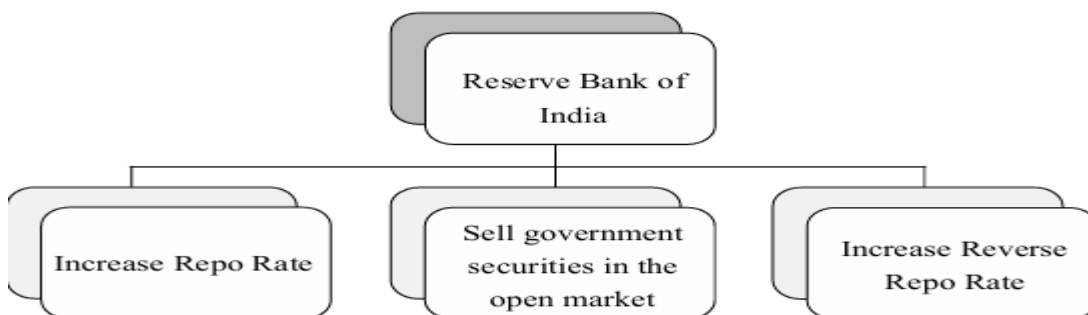 Reserve Bank of
India
Increase Repo Rate
Sell government
securities in the
open market
Increase Reverse
Repo Rate